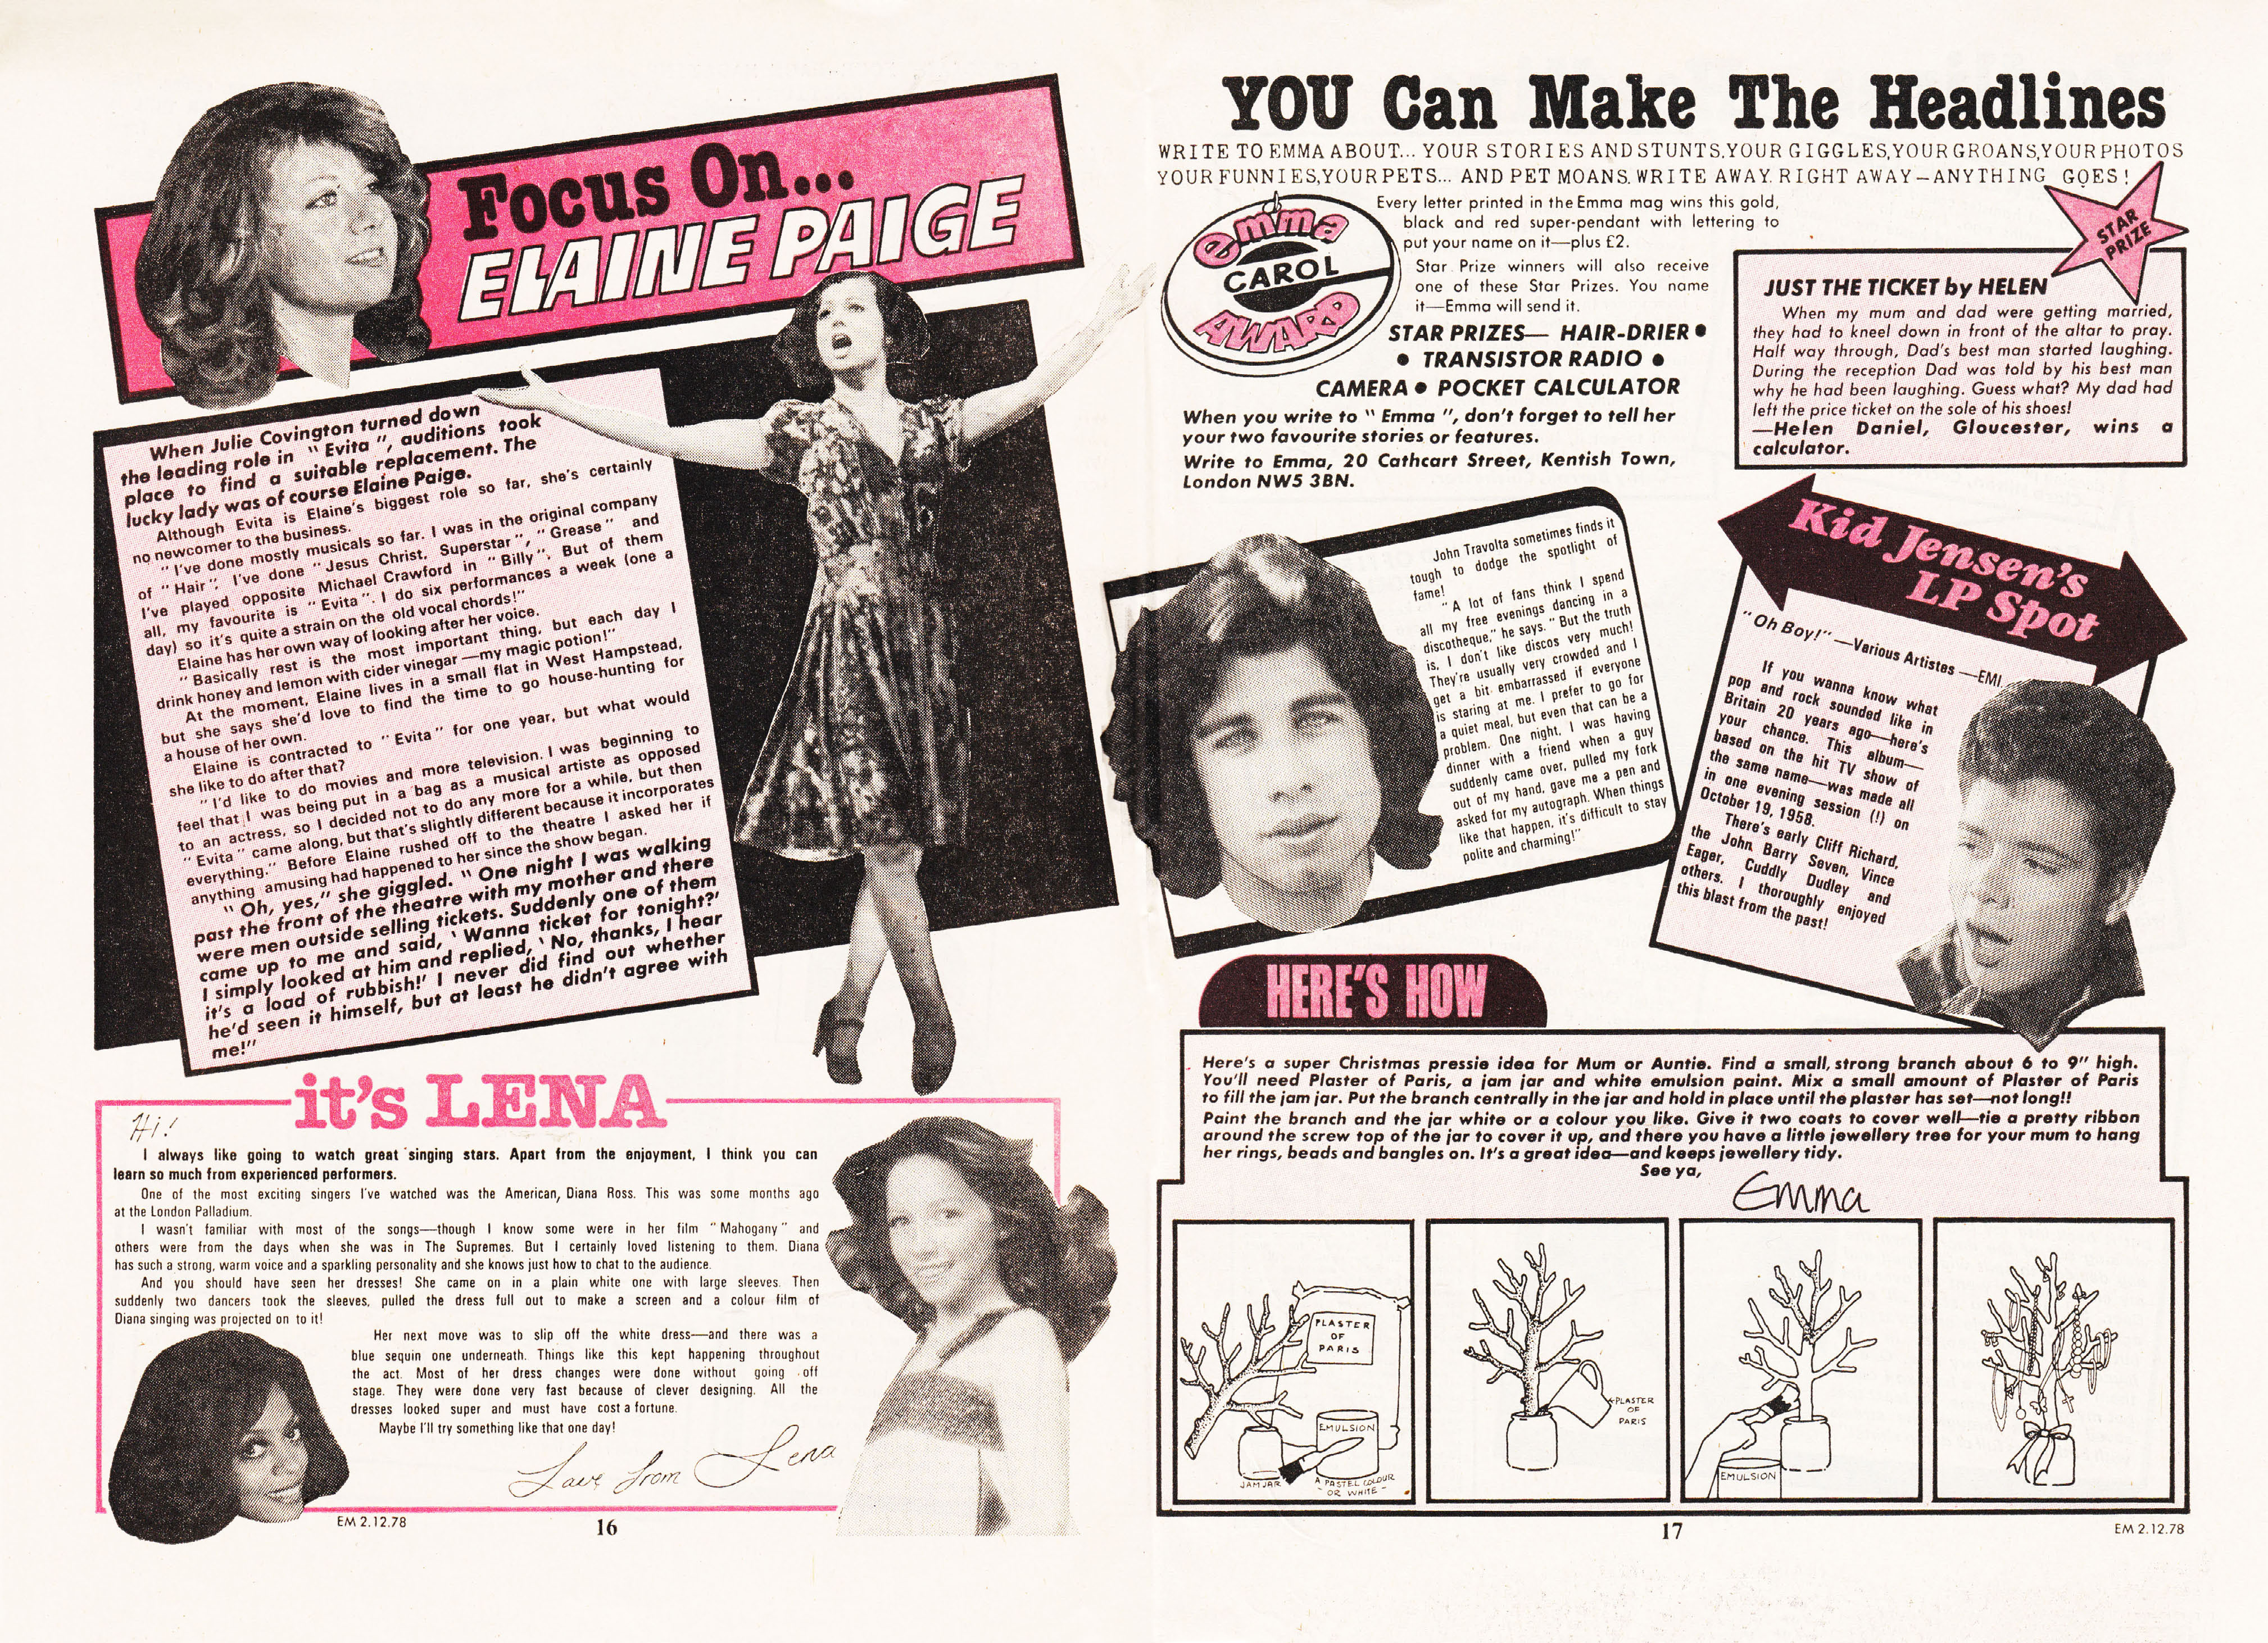 Focus On...
ELAINE PAIGE
When Julie Covington turned down
the leading role in " Evita ", auditions took
place to find a suitable replacement. The
lucky lady was of course Elaine Paige.
Although Evita is Elaine's biggest role so far, she's certainly
no newcomer to the business.
" I've done mostly musicals so far. I was in the original company
of " Hair ". I've done " Jesus Christ, Superstar ", " Grease " and
I've played opposite Michael Crawford in " Billy ". But of them
all, my favourite is " Evita ". I do six performances a week (one a
day) so it's quite a strain on the old vocal chords!"
Elaine has her own way of looking after her voice.
" Basically rest is the most important thing, but each day I
drink honey and lemon with cider vinegar—my magic potion!"
At the moment, Elaine lives in a small flat in West Hampstead,
but she says she'd love to find the time to go house-hunting for
a house of her own.
Elaine is contracted to " Evita " for one year, but what would
she like to do after that?
" I'd like to do movies and more television. I was beginning to
feel that I was being put in a bag as a musical artiste as opposed
to an actress, so I decided not to do any more for a while, but then
" Evita " came along, but that's slightly different because it incorporates
everything." Before Elaine rushed off to the theatre I asked her if
anything amusing had happened to her since the show began.
" Oh, yes," she giggled. " One night I was walking
past the front of the theatre with my mother and there
were men outside selling tickets. Suddenly one of them
came up to me and said, ' Wanna ticket for tonight?'
I simply looked at him and replied, ' No, thanks, I hear
it's a load of rubbish!' I never did find out whether
he'd seen it himself, but at least he didn't agree with
me!"
it's LENA
Hi!
I always like going to watch great singing stars. Apart from the enjoyment, I think you can
learn so much from experienced performers.
One of the most exciting singers I've watched was the American, Diana Ross. This was some months ago
at the London Palladium.
I wasn't familiar with most of the songs—though I know some were in her film " Mahogany " and
others were from the days when she was in The Supremes. But I certainly loved listening to them. Diana
has such a strong, warm voice and a sparkling personality and she knows just how to chat to the audience.
And you should have seen her dresses! She came on in a plain white one with large sleeves. Then
suddenly two dancers took the sleeves, pulled the dress full out to make a screen and a colour film of
Diana singing was projected on to it!
Her next move was to slip off the white dress—and there was a
blue sequin one underneath. Things like this kept happening throughout
the act. Most of her dress changes were done without going off
stage. They were done very fast because of clever designing. All the
dresses looked super and must have cost a fortune.
Maybe I'll try something like that one day!
Love from Lena
EM 2.12.78
16
YOU Can Make The Headlines
WRITE TO EMMA ABOUT... YOUR STORIES AND STUNTS, YOUR GIGGLES, YOUR GROANS, YOUR PHOTOS
YOUR FUNNIES, YOUR PETS... AND PET MOANS. WRITE AWAY. RIGHT AWAY—ANYTHING GOES!
emma
CAROL
AWARD
Every letter printed in the Emma mag wins this gold,
black and red super-pendant with lettering to
put your name on it—plus £2.
Star Prize winners will also receive
one of these Star Prizes. You name
it—Emma will send it.
STAR PRIZES— HAIR-DRIER ●
● TRANSISTOR RADIO ●
CAMERA ● POCKET CALCULATOR
When you write to " Emma ", don't forget to tell her
your two favourite stories or features.
Write to Emma, 20 Cathcart Street, Kentish Town,
London NW5 3BN.
STAR
PRIZE
JUST THE TICKET by HELEN
When my mum and dad were getting married,
they had to kneel down in front of the altar to pray.
Half way through, Dad's best man started laughing.
During the reception Dad was told by his best man
why he had been laughing. Guess what? My dad had
left the price ticket on the sole of his shoes!
—Helen Daniel, Gloucester, wins a
calculator.
John Travolta sometimes finds it
tough to dodge the spotlight of
fame!
" A lot of fans think I spend
all my free evenings dancing in a
discotheque," he says. " But the truth
is, I don't like discos very much!
They're usually very crowded and I
get a bit embarrassed if everyone
is staring at me. I prefer to go for
a quiet meal, but even that can be a
problem. One night, I was having
dinner with a friend when a guy
suddenly came over, pulled my fork
out of my hand, gave me a pen and
asked for my autograph. When things
like that happen, it's difficult to stay
polite and charming!"
Kid Jensen's
LP Spot
" Oh Boy!" —Various Artistes —EMI
If you wanna know what
pop and rock sounded like in
Britain 20 years ago—here's
your chance. This album—
based on the hit TV show of
the same name—was made all
in one evening session (!) on
October 19, 1958.
There's early Cliff Richard,
the John Barry Seven, Vince
Eager, Cuddly Dudley and
others. I thoroughly enjoyed
this blast from the past!
HERE'S HOW
Here's a super Christmas pressie idea for Mum or Auntie. Find a small, strong branch about 6 to 9" high.
You'll need Plaster of Paris, a jam jar and white emulsion paint. Mix a small amount of Plaster of Paris
to fill the jam jar. Put the branch centrally in the jar and hold in place until the plaster has set—not long!!
Paint the branch and the jar white or a colour you like. Give it two coats to cover well—tie a pretty ribbon
around the screw top of the jar to cover it up, and there you have a little jewellery tree for your mum to hang
her rings, beads and bangles on. It's a great idea—and keeps jewellery tidy.
See ya,
Emma
PLASTER
OF
PARIS
EMULSION
JAM JAR
A PASTEL COLOUR
- OR WHITE -
PLASTER
OF
PARIS
EMULSION
17
EM 2.12.78